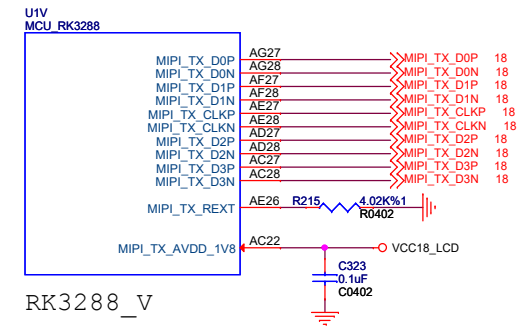 U1V
MCU_RK3288
MIPI_TX_D0P AG27 MIPI_TX_D0P 18
MIPI_TX_D0N AG28 MIPI_TX_D0N 18
MIPI_TX_D1P AF27 MIPI_TX_D1P 18
MIPI_TX_D1N AF28 MIPI_TX_D1N 18
MIPI_TX_CLKP AE27 MIPI_TX_CLKP 18
MIPI_TX_CLKN AE28 MIPI_TX_CLKN 18
MIPI_TX_D2P AD27 MIPI_TX_D2P 18
MIPI_TX_D2N AD28 MIPI_TX_D2N 18
MIPI_TX_D3P AC27 MIPI_TX_D3P 18
MIPI_TX_D3N AC28 MIPI_TX_D3N 18
MIPI_TX_REXT AE26 R215 4.02K%1
R0402
MIPI_TX_AVDD_1V8 AC22 VCC18_LCD
C323
0.1uF
C0402
RK3288_V